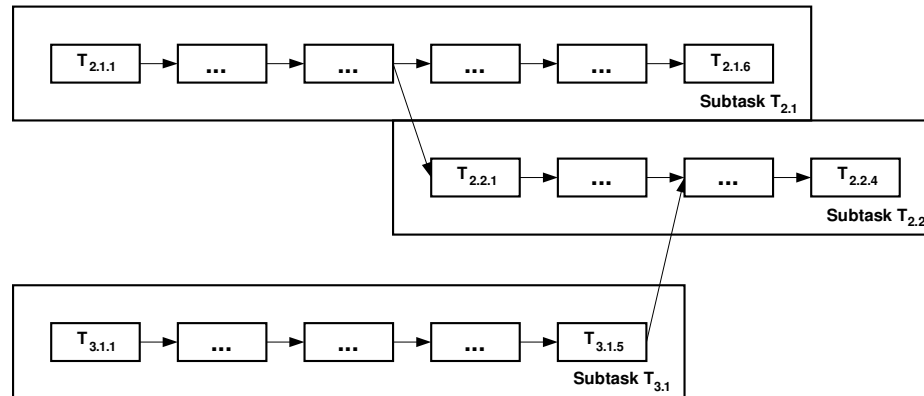 T2.1.1 ... ... ... ... T2.1.6
Subtask T2.1
T2.2.1 ... ... T2.2.4
Subtask T2.2
T3.1.1 ... ... ... T3.1.5
Subtask T3.1